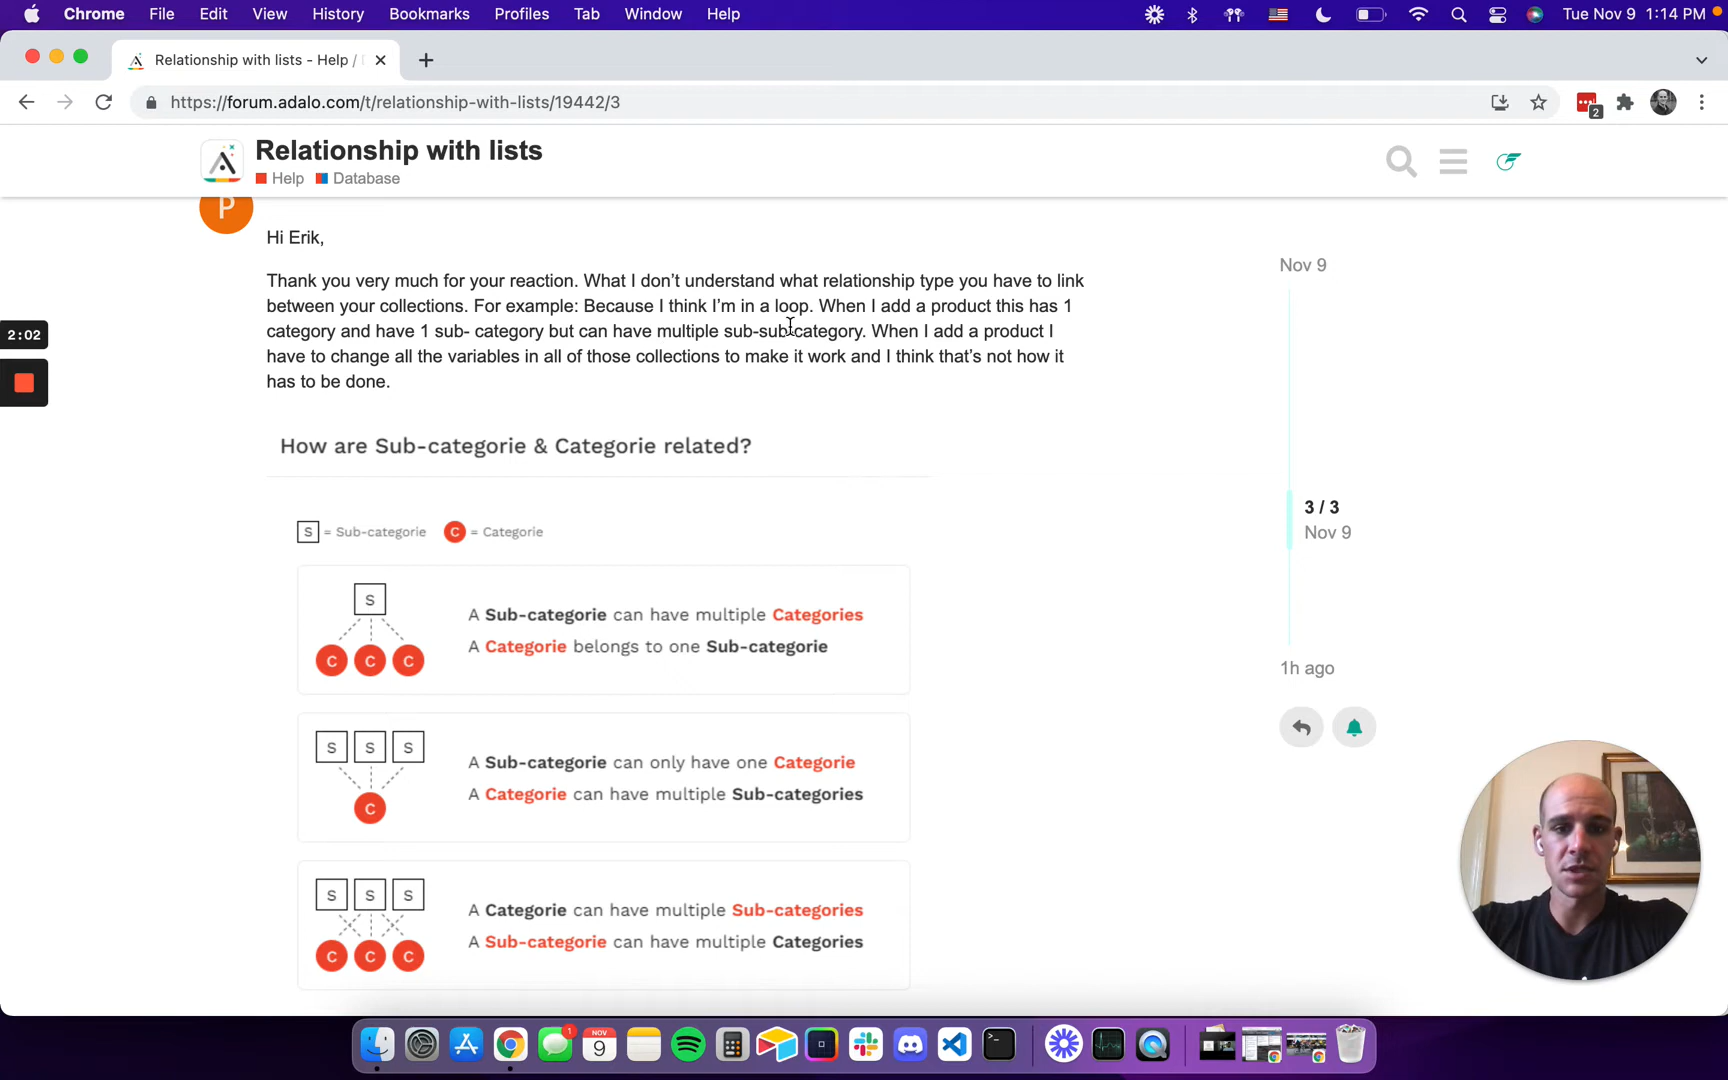 Chrome File Edit View History Bookmarks Profiles Tab Window Help Tue Nov 9 1:14 PM
Relationship with lists - Help /
https://forum.adalo.com/t/relationship-with-lists/19442/3
2
Relationship with lists
Help Database
P
Hi Erik,
Thank you very much for your reaction. What I don’t understand what relationship type you have to link
between your collections. For example: Because I think I’m in a loop. When I add a product this has 1
category and have 1 sub- category but can have multiple sub-sub-category. When I add a product I
have to change all the variables in all of those collections to make it work and I think that’s not how it
has to be done.
2:02
Nov 9
3 / 3
Nov 9
1h ago
How are Sub-categorie & Categorie related?
S = Sub-categorie C = Categorie
S
C C C
A Sub-categorie can have multiple Categories
A Categorie belongs to one Sub-categorie
S S S
C
A Sub-categorie can only have one Categorie
A Categorie can have multiple Sub-categories
S S S
C C C
A Categorie can have multiple Sub-categories
A Sub-categorie can have multiple Categories
1
NOV
9